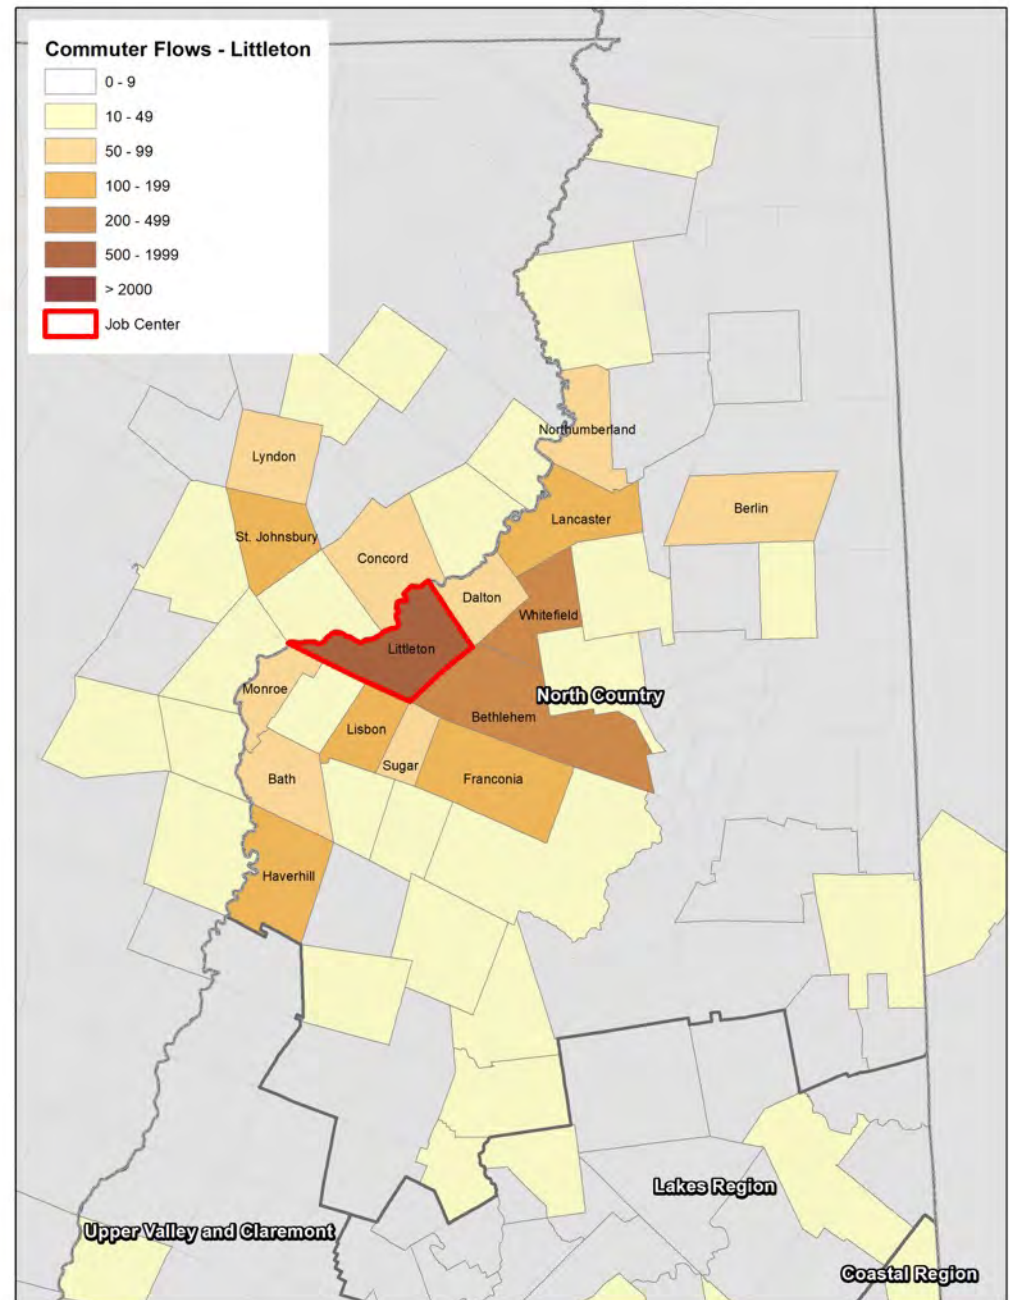 Commuter Flows - Littleton
0 - 9
10 - 49
50 - 99
100 - 199
200 - 499
500 - 1999
> 2000
Job Center
Northumberland
Lyndon
Berlin
Lancaster
St. Johnsbury
Concord
Dalton
Whitefield
Littleton
Monroe
North Country
Bethlehem
Lisbon
Sugar
Franconia
Bath
Haverhill
Lakes Region
Upper Valley and Claremont
Coastal Region